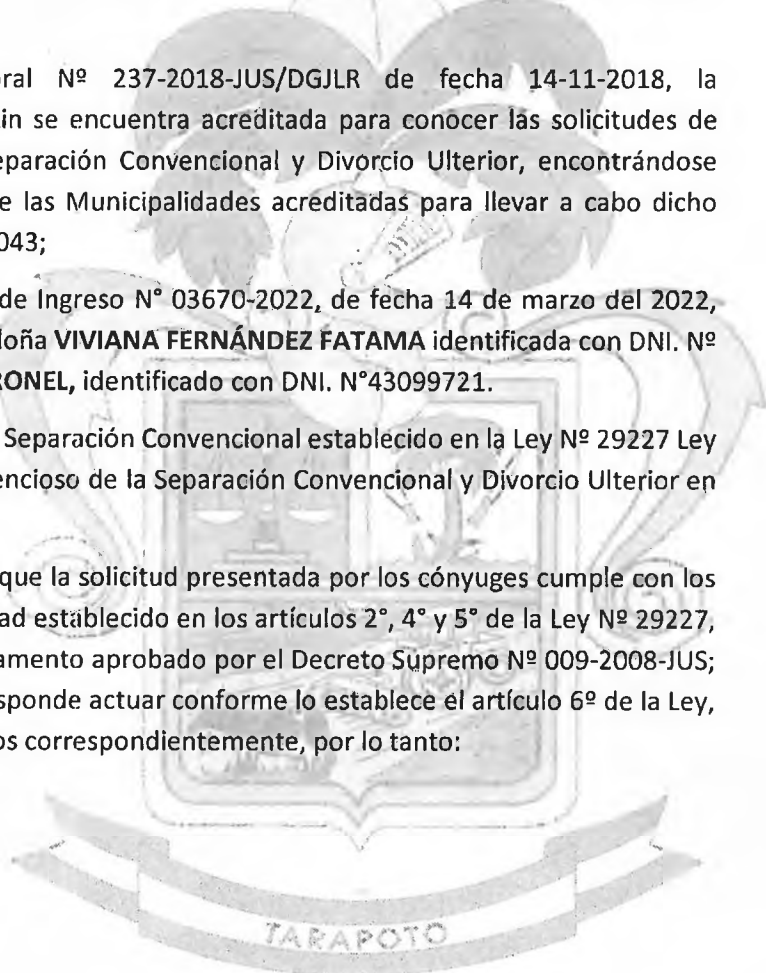 oral Nº 237-2018-JUS/DGJLR de fecha 14-11-2018, la
in se encuentra acreditada para conocer las solicitudes de
eparación Convencional y Divorcio Ulterior, encontrándose
e las Municipalidades acreditadas para llevar a cabo dicho
043;
de Ingreso N° 03670-2022, de fecha 14 de marzo del 2022,
doña VIVIANA FERNÁNDEZ FATAMA identificada con DNI. Nº
RONEL, identificado con DNI. N°43099721.
Separación Convencional establecido en la Ley Nº 29227 Ley
encioso de la Separación Convencional y Divorcio Ulterior en
que la solicitud presentada por los cónyuges cumple con los
ad establecido en los artículos 2°, 4° y 5° de la Ley Nº 29227,
amento aprobado por el Decreto Supremo Nº 009-2008-JUS;
sponde actuar conforme lo establece el artículo 6º de la Ley,
os correspondientemente, por lo tanto:
TARAPOTO